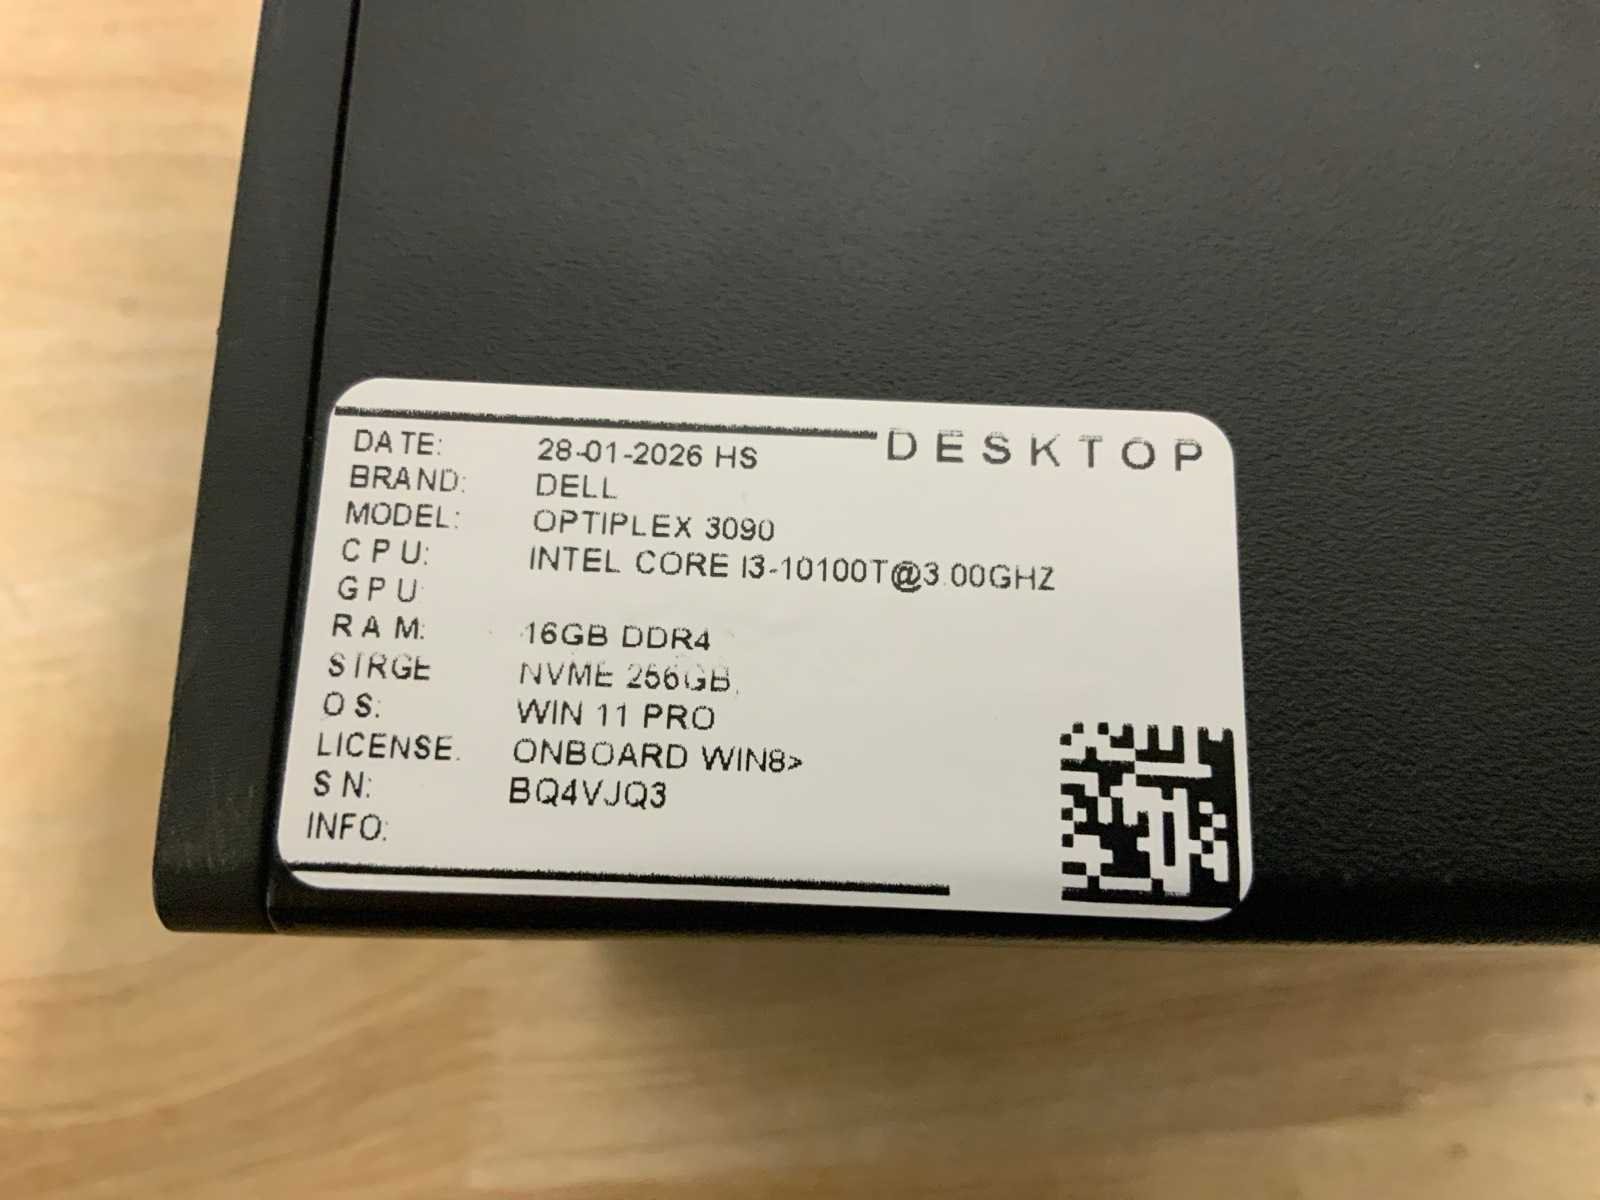 DESKTOP
DATE: 28-01-2026 HS
BRAND: DELL
MODEL: OPTIPLEX 3090
CPU: INTEL CORE I3-10100T@3.00GHZ
GPU
RAM: 16GB DDR4
STRGE NVME 256GB,
OS: WIN 11 PRO
LICENSE. ONBOARD WIN8>
SN: BQ4VJQ3
INFO: